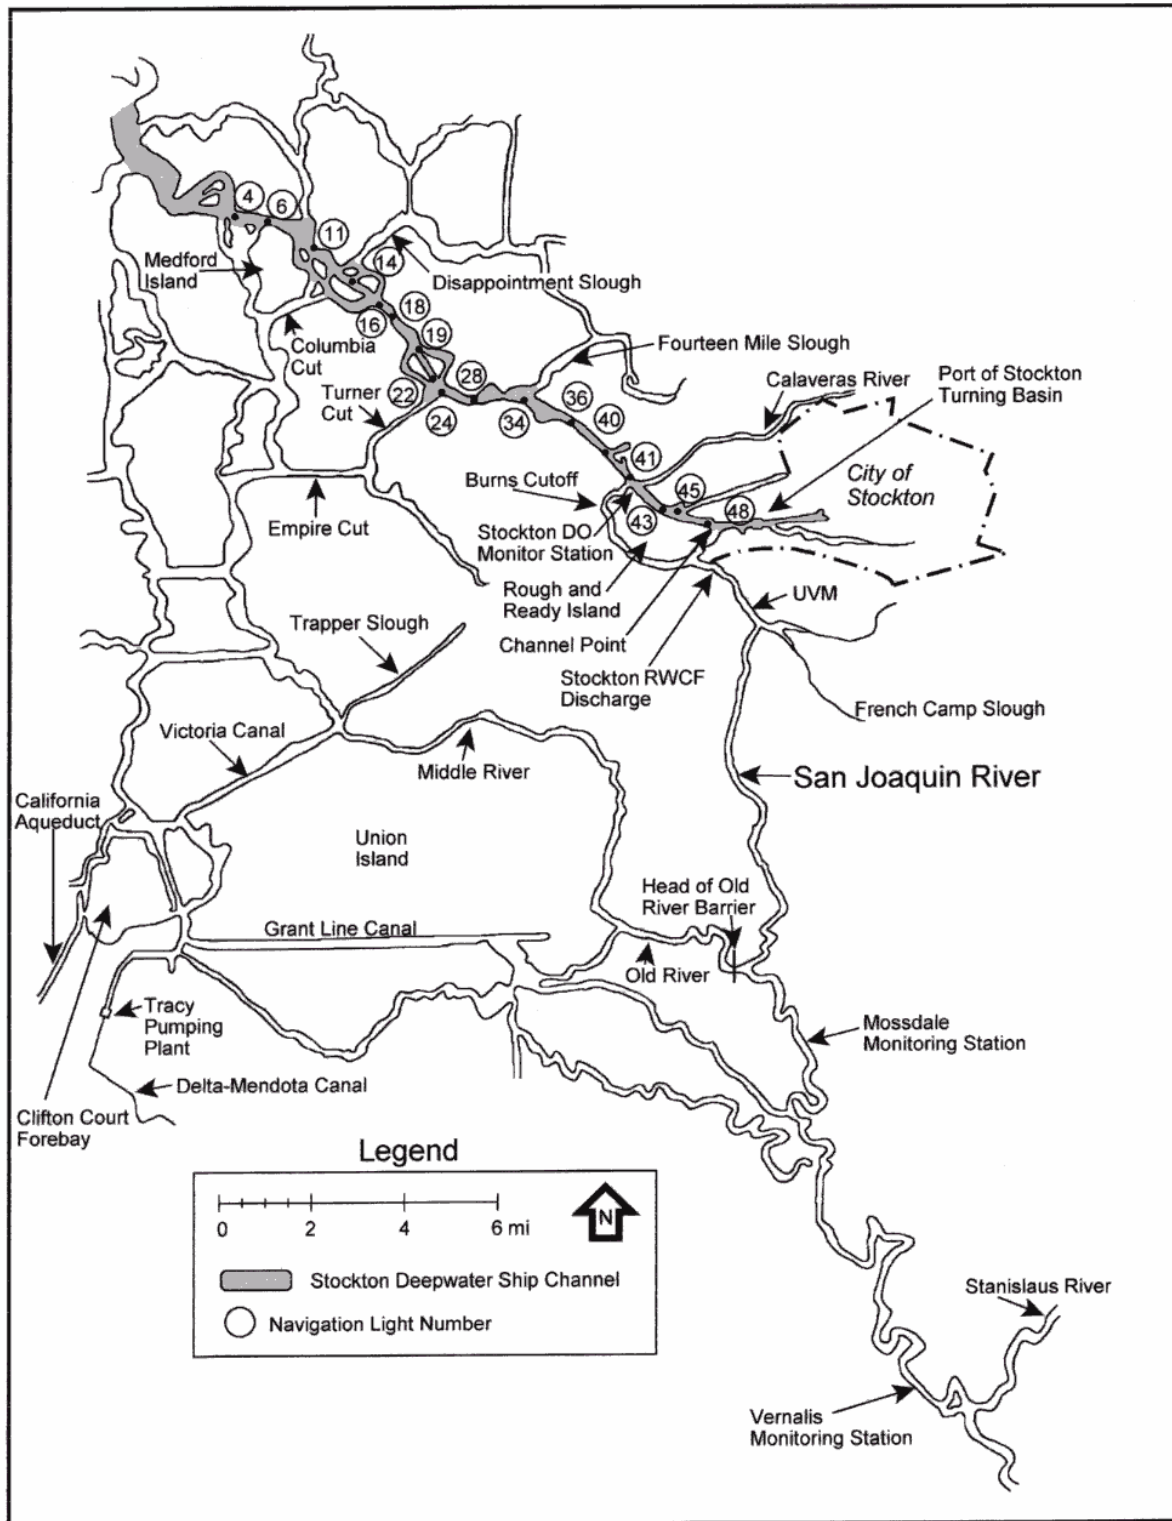 4
6
11
Medford
Island
14
Disappointment Slough
16
18
Columbia
Cut
19
Fourteen Mile Slough
Turner
Cut
22
28
24
34
36
Calaveras River
Port of Stockton
Turning Basin
40
41
Burns Cutoff
45
City of
Stockton
43
48
Empire Cut
Stockton DO
Monitor Station
Rough and
Ready Island
UVM
Trapper Slough
Channel Point
Stockton RWCF
Discharge
French Camp Slough
Victoria Canal
Middle River
San Joaquin River
California
Aqueduct
Union
Island
Head of Old
River Barrier
Grant Line Canal
Old River
Tracy
Pumping
Plant
Mossdale
Monitoring Station
Delta-Mendota Canal
Clifton Court
Forebay
Legend
0 2 4 6 mi
N
Stockton Deepwater Ship Channel
Navigation Light Number
Stanislaus River
Vernalis
Monitoring Station